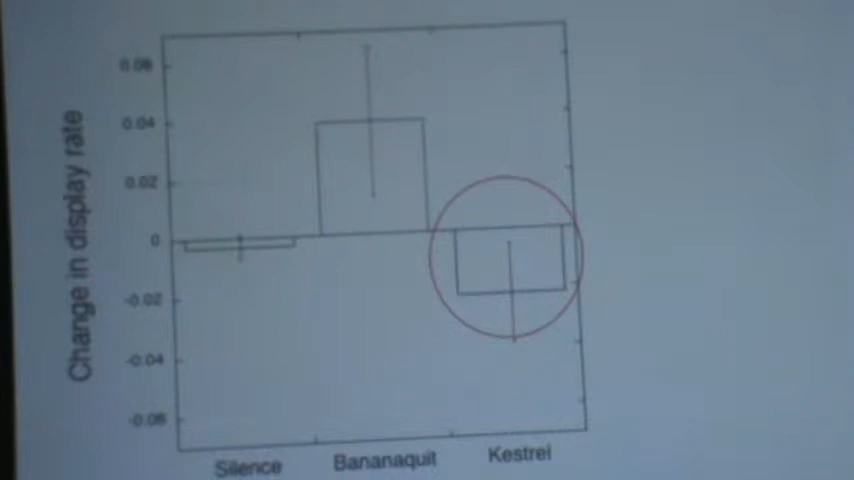 Change in display rate
0.06
0.04
0.02
0
-0.02
-0.04
-0.06
Silence
Bananaquit
Kestrel